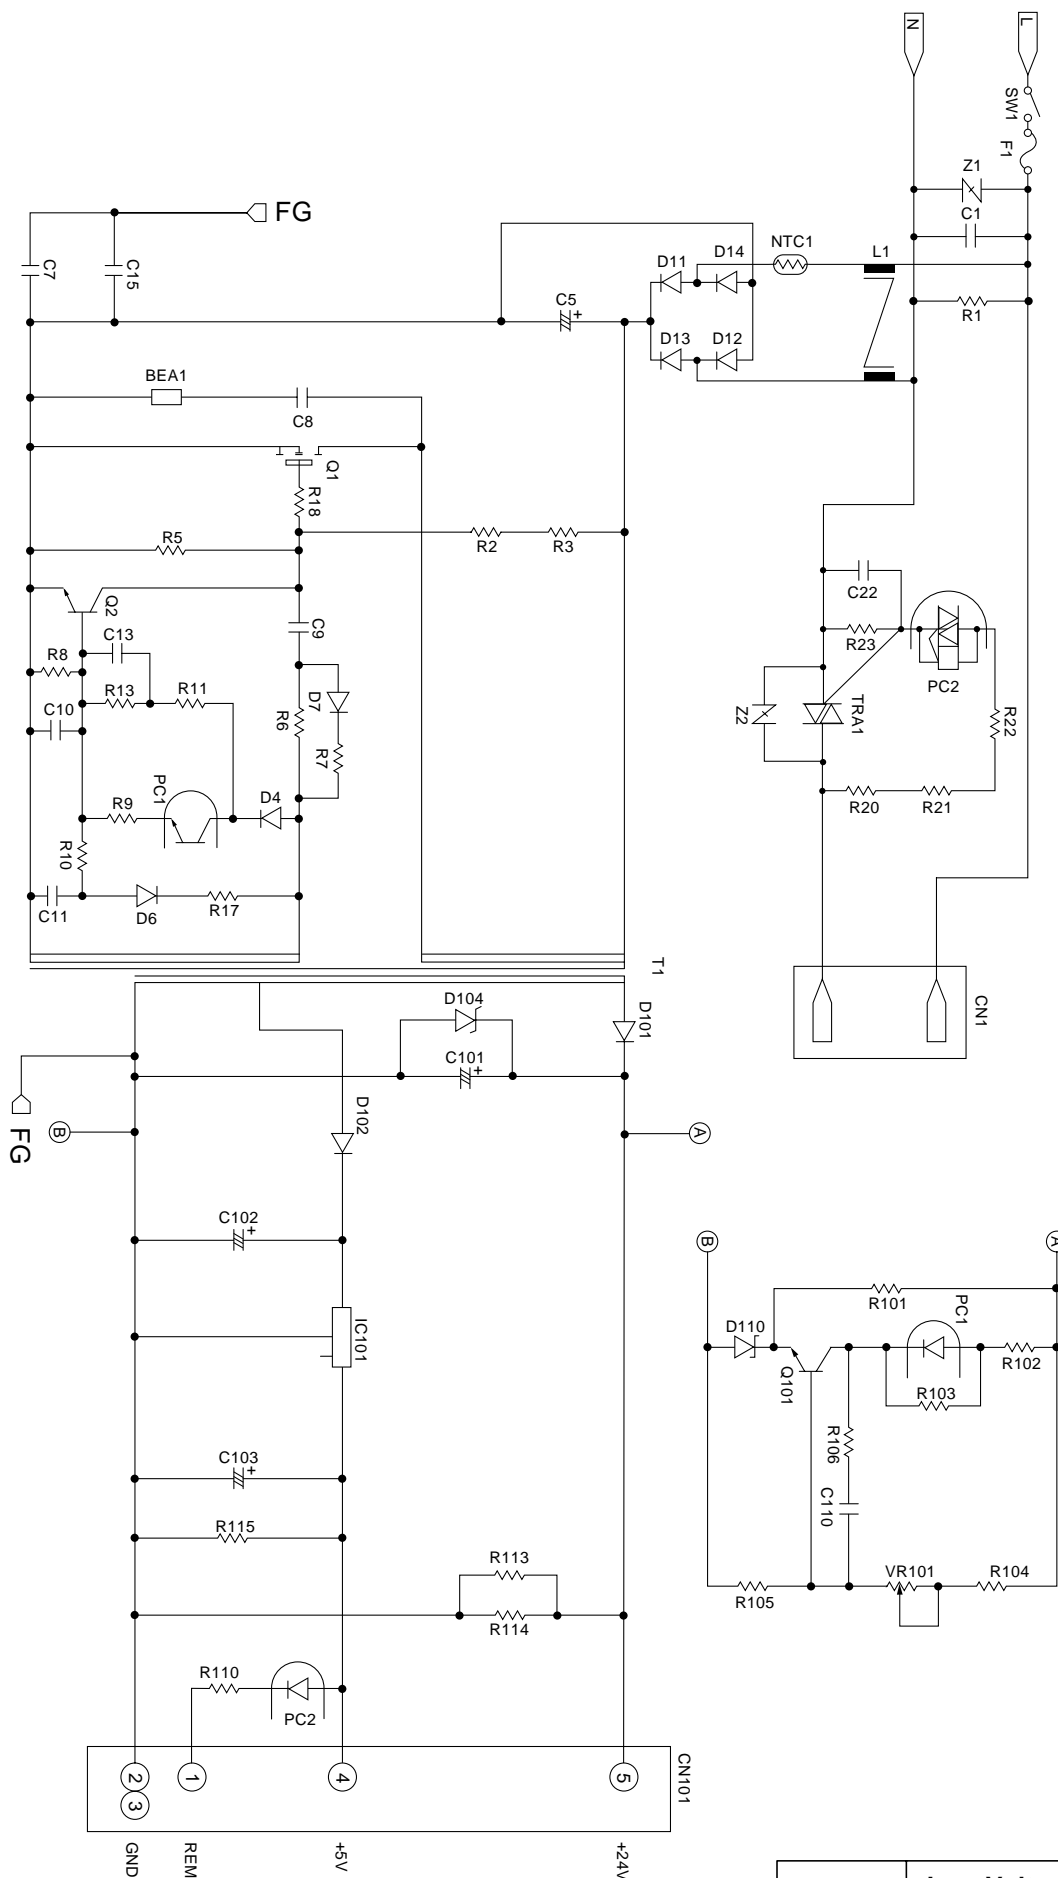 N
L
SW1
F1
Z1
C1
FG
C7
C15
NTC1
L1
D11
D14
R1
C5
D13
D12
BEA1
C8
Q1
R18
R5
R2
R3
C22
Q2
C9
R23
C13
PC2
R8
D7
R13
R11
Z2
TRA1
C10
R6
R22
R7
PC1
D4
R20
R21
R9
R10
C11
D6
R17
T1
D104
D101
CN1
C101
D102
B
A
FG
C102
B
A
IC101
R101
PC1
D110
R102
Q101
R103
C103
R106
C110
R115
R113
VR101
R104
R105
R114
R110
PC2
CN101
2
1
4
5
3
GND
REM
+5V
+24V